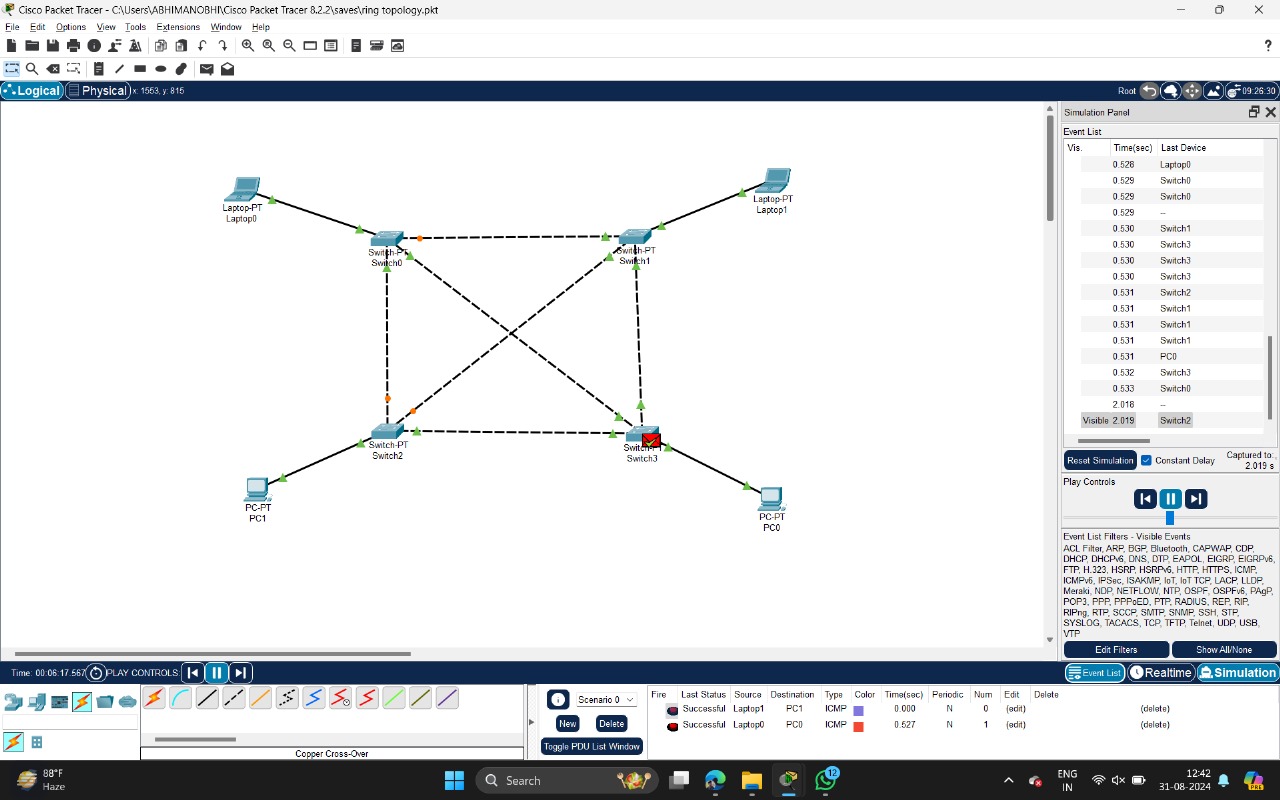 Cisco Packet Tracer - C:\Users\ABHIMANOBHI\Cisco Packet Tracer 8.2.2\saves\ring topology.pkt
File Edit Options View Tools Extensions Window Help
Logical Physical x: 1553, y: 815 Root 09:26:30
Simulation Panel
Event List
Vis. Time(sec) Last Device
0.528 Laptop0
0.529 Switch0
0.529 Switch0
0.529 --
0.530 Switch1
0.530 Switch3
0.530 Switch3
0.530 Switch3
0.531 Switch2
0.531 Switch1
0.531 Switch1
0.531 Switch1
0.531 PC0
0.532 Switch3
0.533 Switch0
2.018 --
Visible 2.019 Switch2
Reset Simulation Constant Delay Captured to:
2.019 s
Play Controls
Event List Filters - Visible Events
ACL Filter, ARP, BGP, Bluetooth, CAPWAP, CDP,
DHCP, DHCPv6, DNS, DTP, EAPOL, EIGRP, EIGRPv6,
FTP, H.323, HSRP, HSRPv6, HTTP, HTTPS, ICMP,
ICMPv6, IPSec, ISAKMP, IoT, IoT TCP, LACP, LLDP,
Meraki, NDP, NETFLOW, NTP, OSPF, OSPFv6, PAgP,
POP3, PPP, PPPoED, PTP, RADIUS, REP, RIP,
RIPng, RTP, SCCP, SMTP, SNMP, SSH, STP,
SYSLOG, TACACS, TCP, TFTP, Telnet, UDP, USB,
VTP
Edit Filters Show All/None
Laptop-PT
Laptop0
Laptop-PT
Laptop1
Switch-PT
Switch0
Switch-PT
Switch1
Switch-PT
Switch2
Switch-PT
Switch3
PC-PT
PC1
PC-PT
PC0
Time: 00:06:17.567 PLAY CONTROLS: Event List Realtime Simulation
Scenario 0
New Delete
Toggle PDU List Window
Fire Last Status Source Destination Type Color Time(sec) Periodic Num Edit Delete
Successful Laptop1 PC1 ICMP 0.000 N 0 (edit) (delete)
Successful Laptop0 PC0 ICMP 0.527 N 1 (edit) (delete)
Copper Cross-Over
88°F
Haze
Search
12
ENG
IN
12:42
31-08-2024
PRE